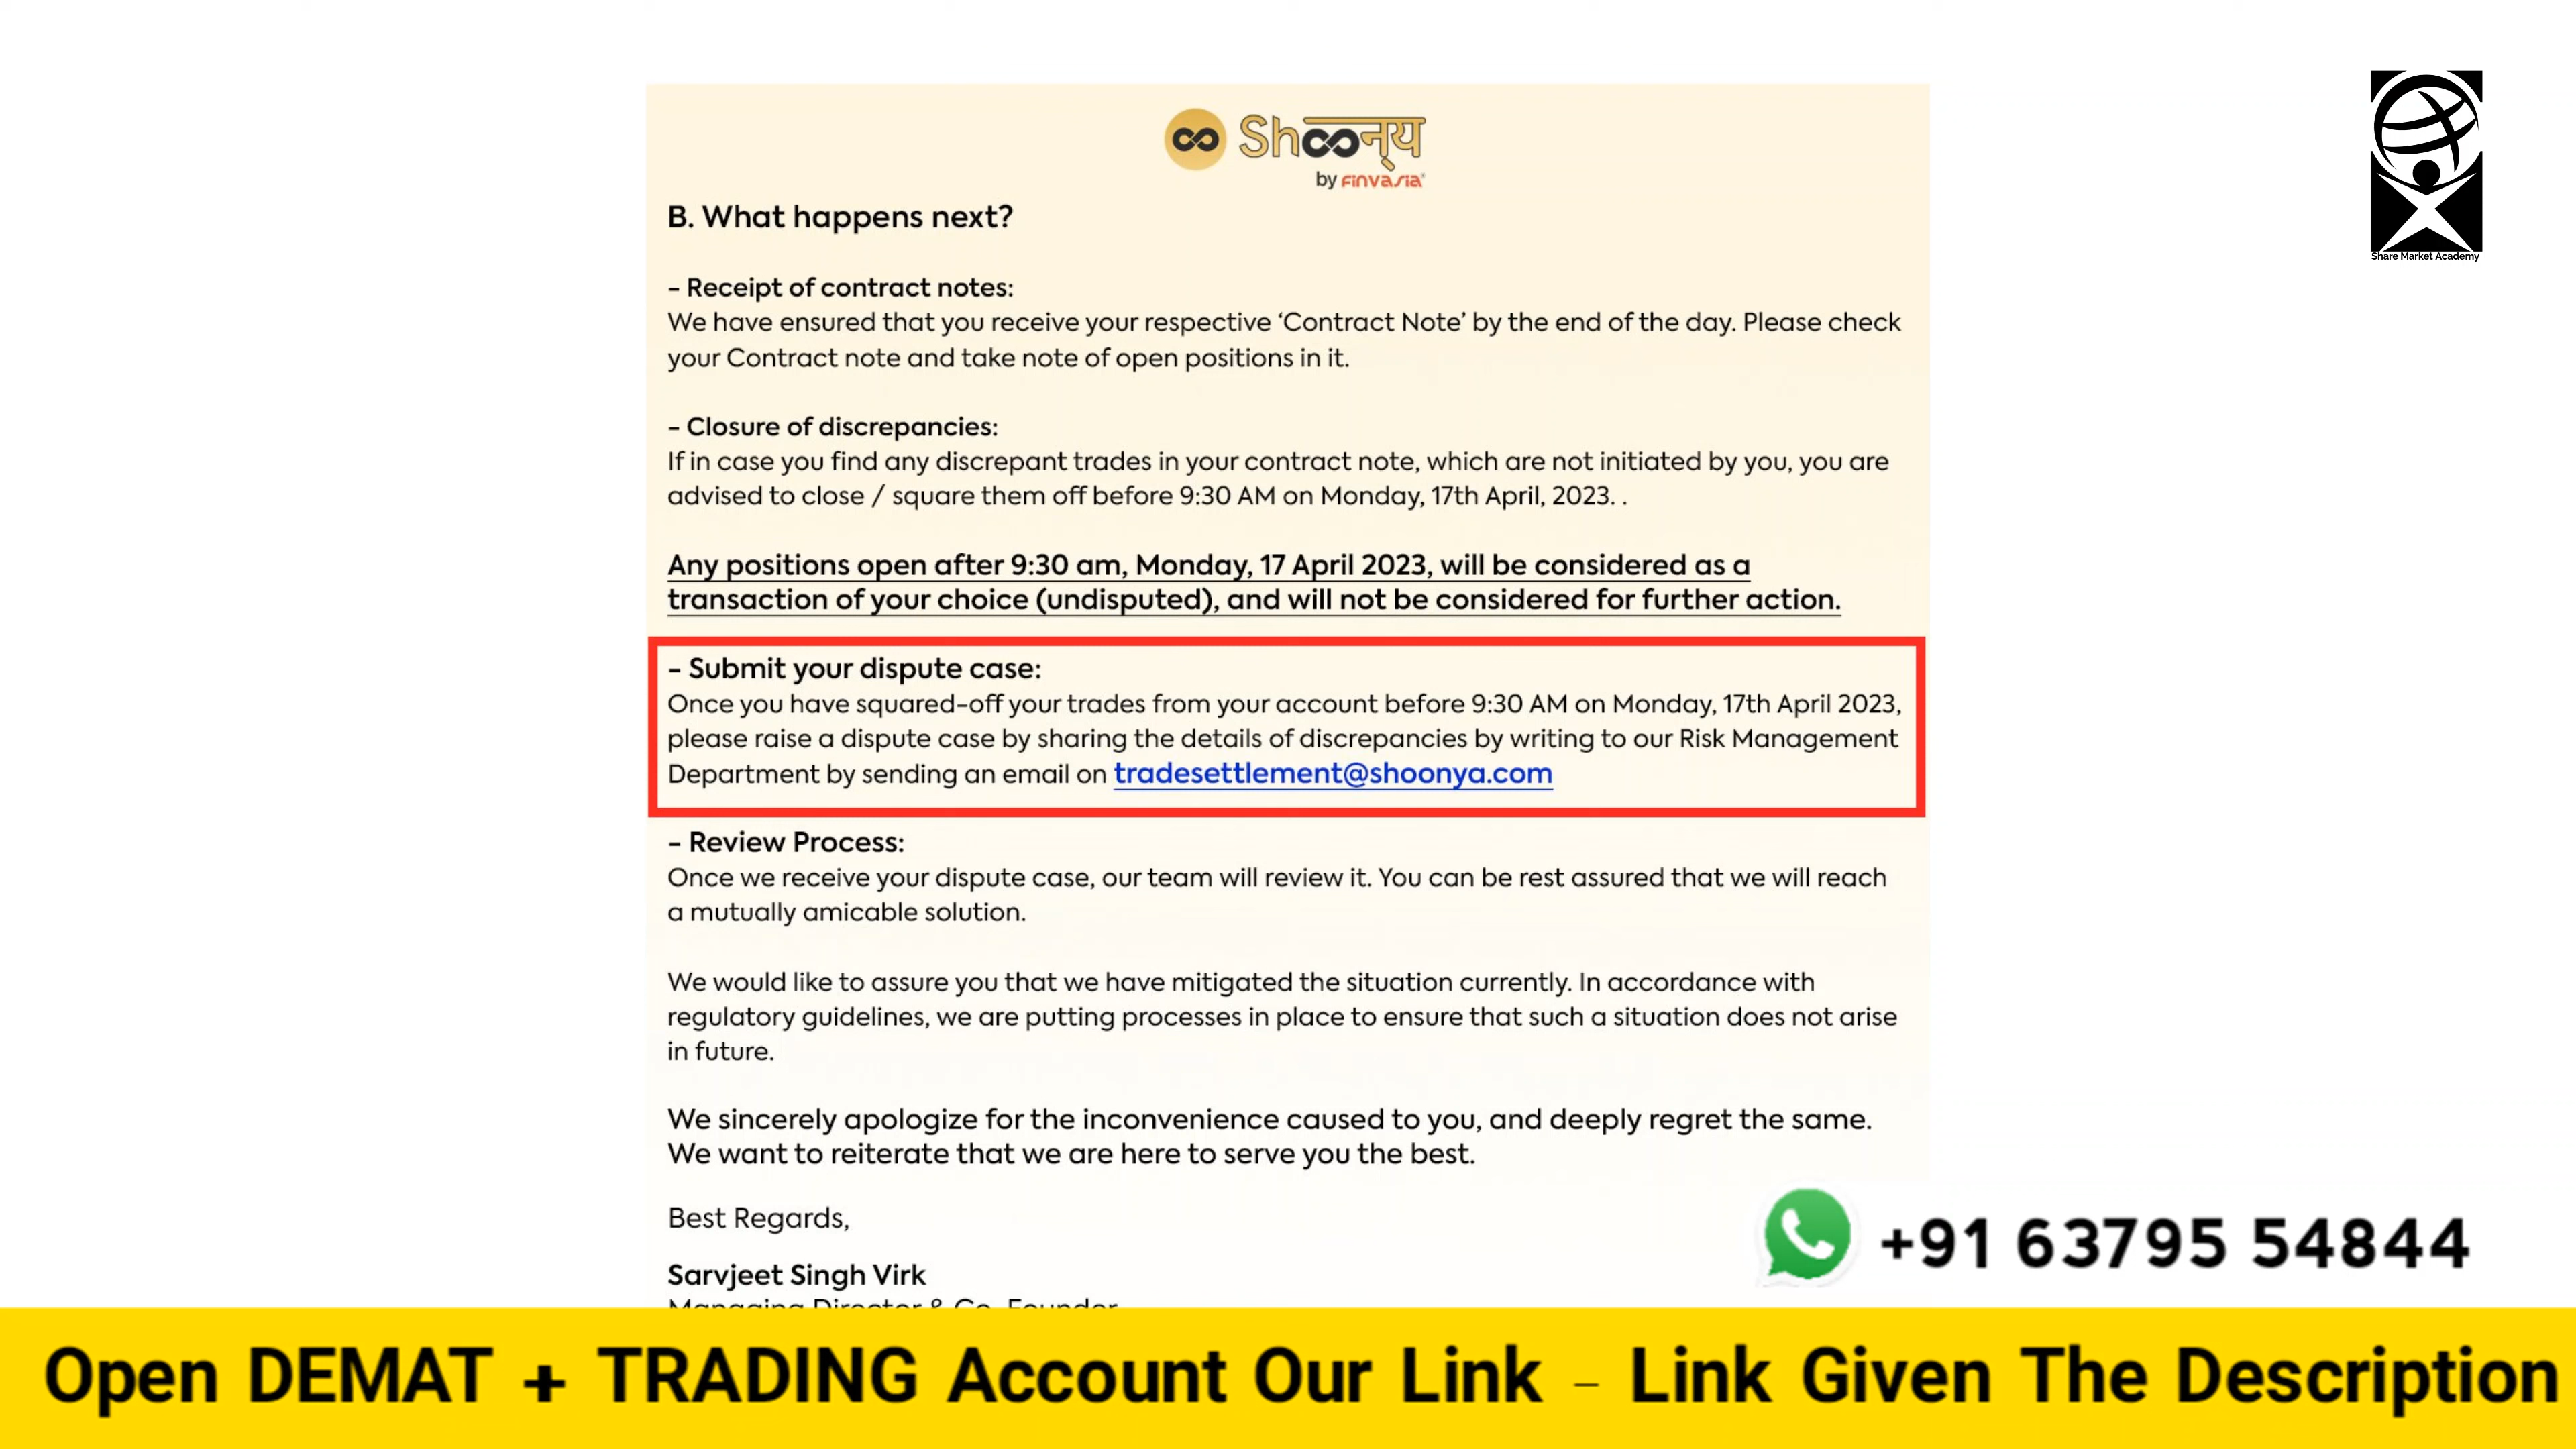 Shoonय
by FINVASIA
Share Market Academy
B. What happens next?
- Receipt of contract notes:
We have ensured that you receive your respective ‘Contract Note’ by the end of the day. Please check
your Contract note and take note of open positions in it.
- Closure of discrepancies:
If in case you find any discrepant trades in your contract note, which are not initiated by you, you are
advised to close / square them off before 9:30 AM on Monday, 17th April, 2023. .
Any positions open after 9:30 am, Monday, 17 April 2023, will be considered as a
transaction of your choice (undisputed), and will not be considered for further action.
- Submit your dispute case:
Once you have squared-off your trades from your account before 9:30 AM on Monday, 17th April 2023,
please raise a dispute case by sharing the details of discrepancies by writing to our Risk Management
Department by sending an email on tradesettlement@shoonya.com
- Review Process:
Once we receive your dispute case, our team will review it. You can be rest assured that we will reach
a mutually amicable solution.
We would like to assure you that we have mitigated the situation currently. In accordance with
regulatory guidelines, we are putting processes in place to ensure that such a situation does not arise
in future.
We sincerely apologize for the inconvenience caused to you, and deeply regret the same.
We want to reiterate that we are here to serve you the best.
Best Regards,
Sarvjeet Singh Virk
Managing Director & Co-Founder
+91 63795 54844
Open DEMAT + TRADING Account Our Link - Link Given The Description